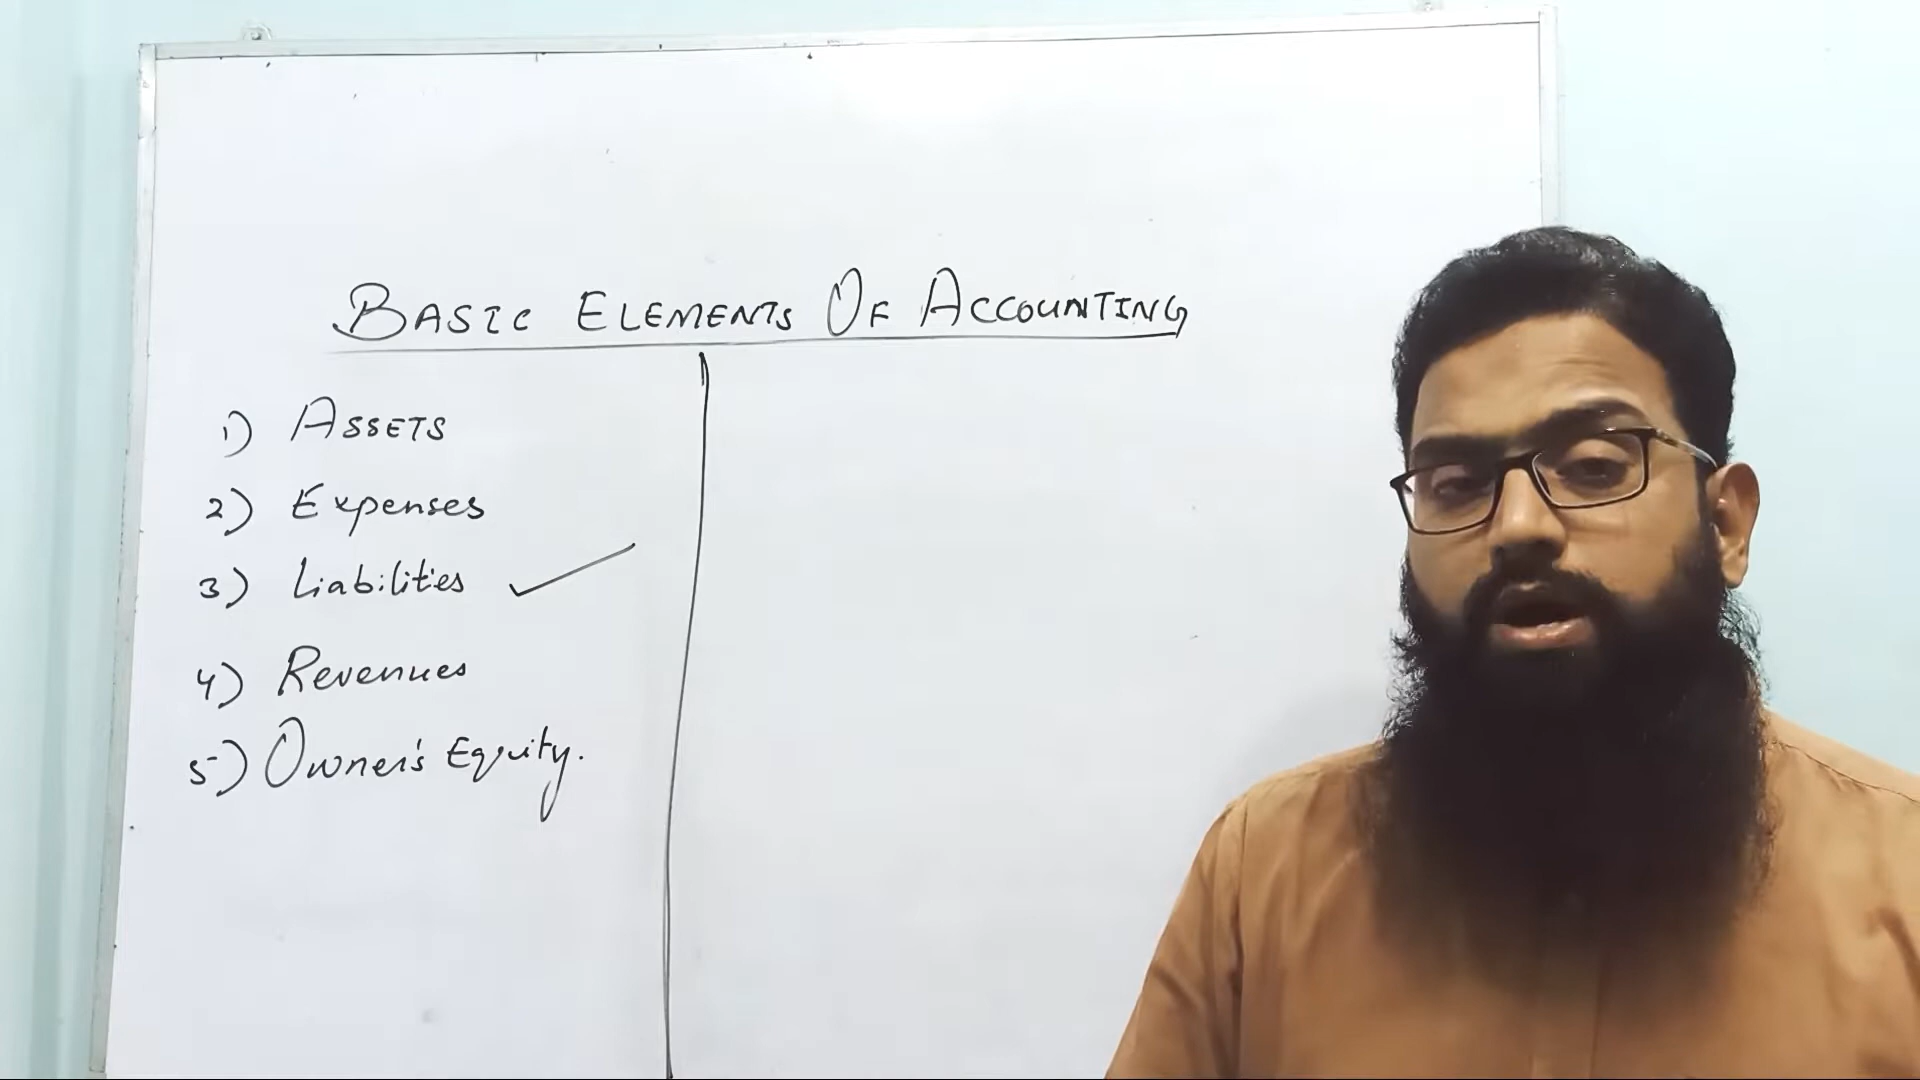 BASIC ELEMENTS OF ACCOUNTING
1) ASSETS
2) Expenses
3) Liabilities
4) Revenues
5) Owner's Equity.